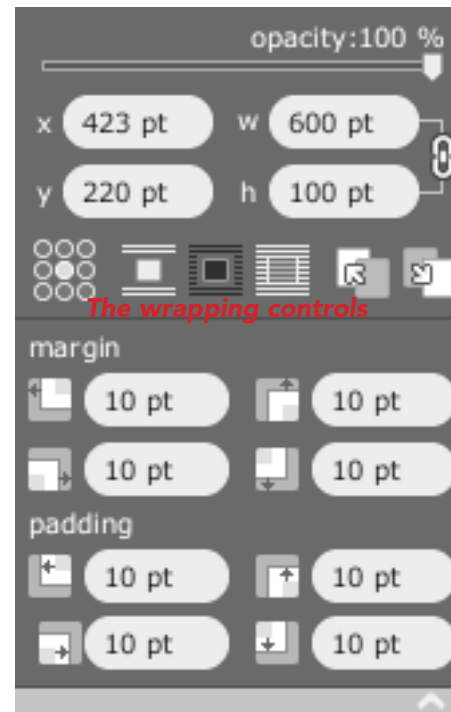 opacity:100 %
x 423 pt w 600 pt
y 220 pt h 100 pt
The wrapping controls
margin
10 pt 10 pt
10 pt 10 pt
padding
10 pt 10 pt
10 pt 10 pt